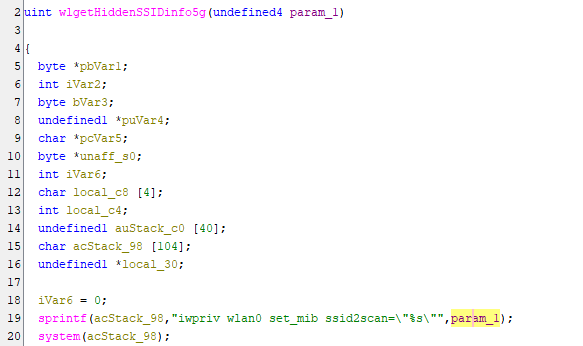 2 uint wlgetHiddenSSIDinfo5g(undefined4 param_1)
3
4 {
5 byte *pbVar1;
6 int iVar2;
7 byte bVar3;
8 undefined1 *puVar4;
9 char *pcVar5;
10 byte *unaff_s0;
11 int iVar6;
12 char local_c8 [4];
13 int local_c4;
14 undefined1 auStack_c0 [40];
15 char acStack_98 [104];
16 undefined1 *local_30;
17
18 iVar6 = 0;
19 sprintf(acStack_98,"iwpriv wlan0 set_mib ssid2scan=\"%s\"",param_1);
20 system(acStack_98);